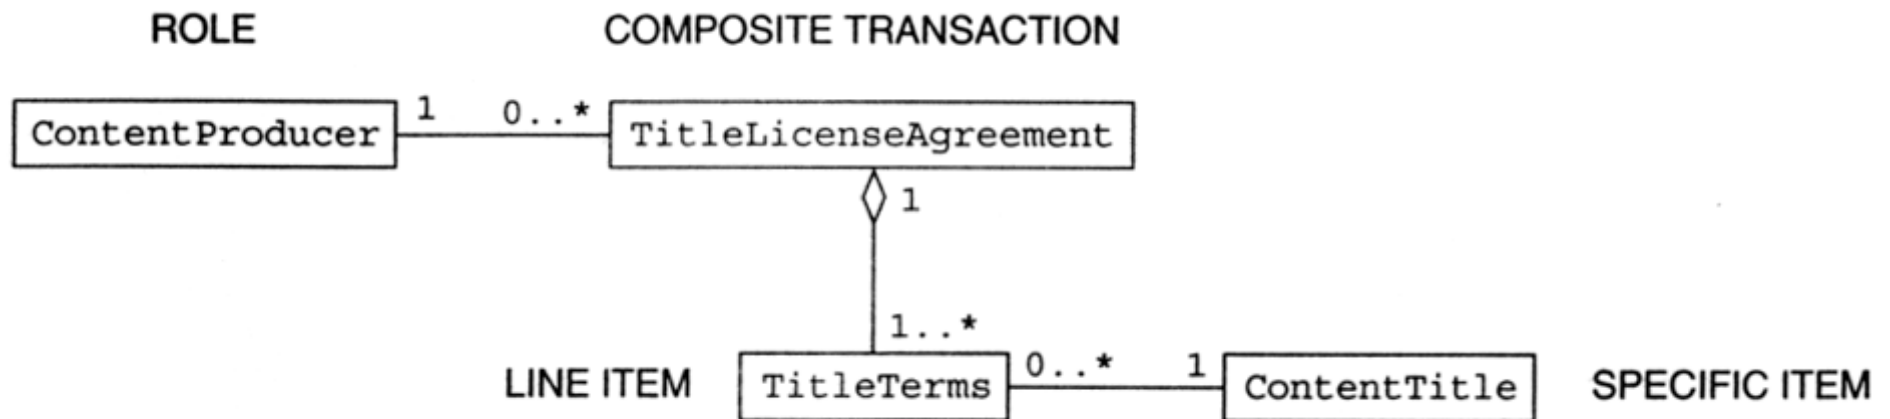 ROLE
COMPOSITE TRANSACTION
ContentProducer
1
0..*
TitleLicenseAgreement
1
1..*
LINE ITEM
TitleTerms
0..*
1
ContentTitle
SPECIFIC ITEM